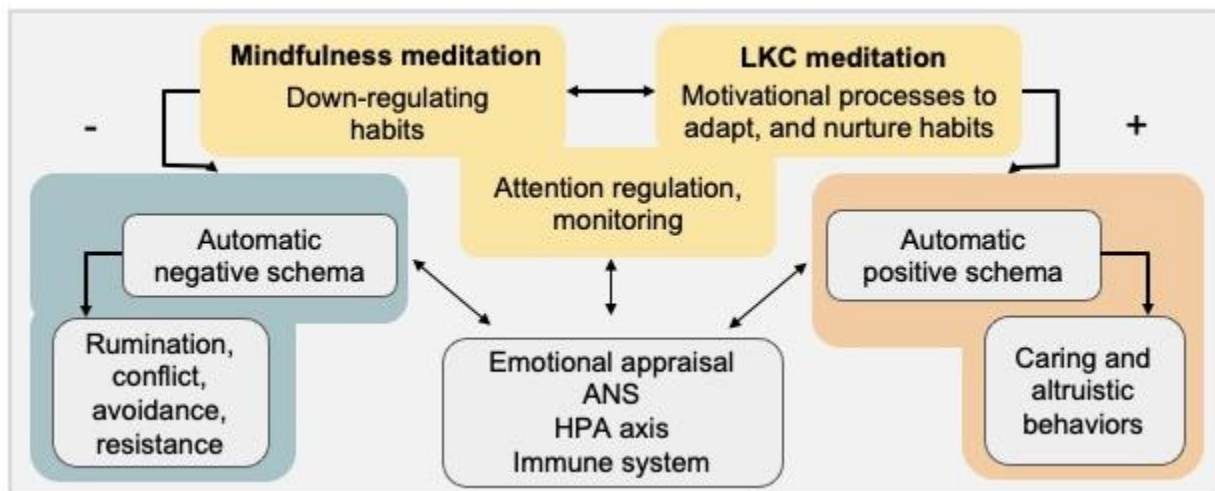 Mindfulness meditation
Down-regulating
habits
LKC meditation
Motivational processes to
adapt, and nurture habits
-
+
Attention regulation,
monitoring
Automatic
negative schema
Automatic
positive schema
Rumination,
conflict,
avoidance,
resistance
Emotional appraisal
ANS
HPA axis
Immune system
Caring and
altruistic
behaviors